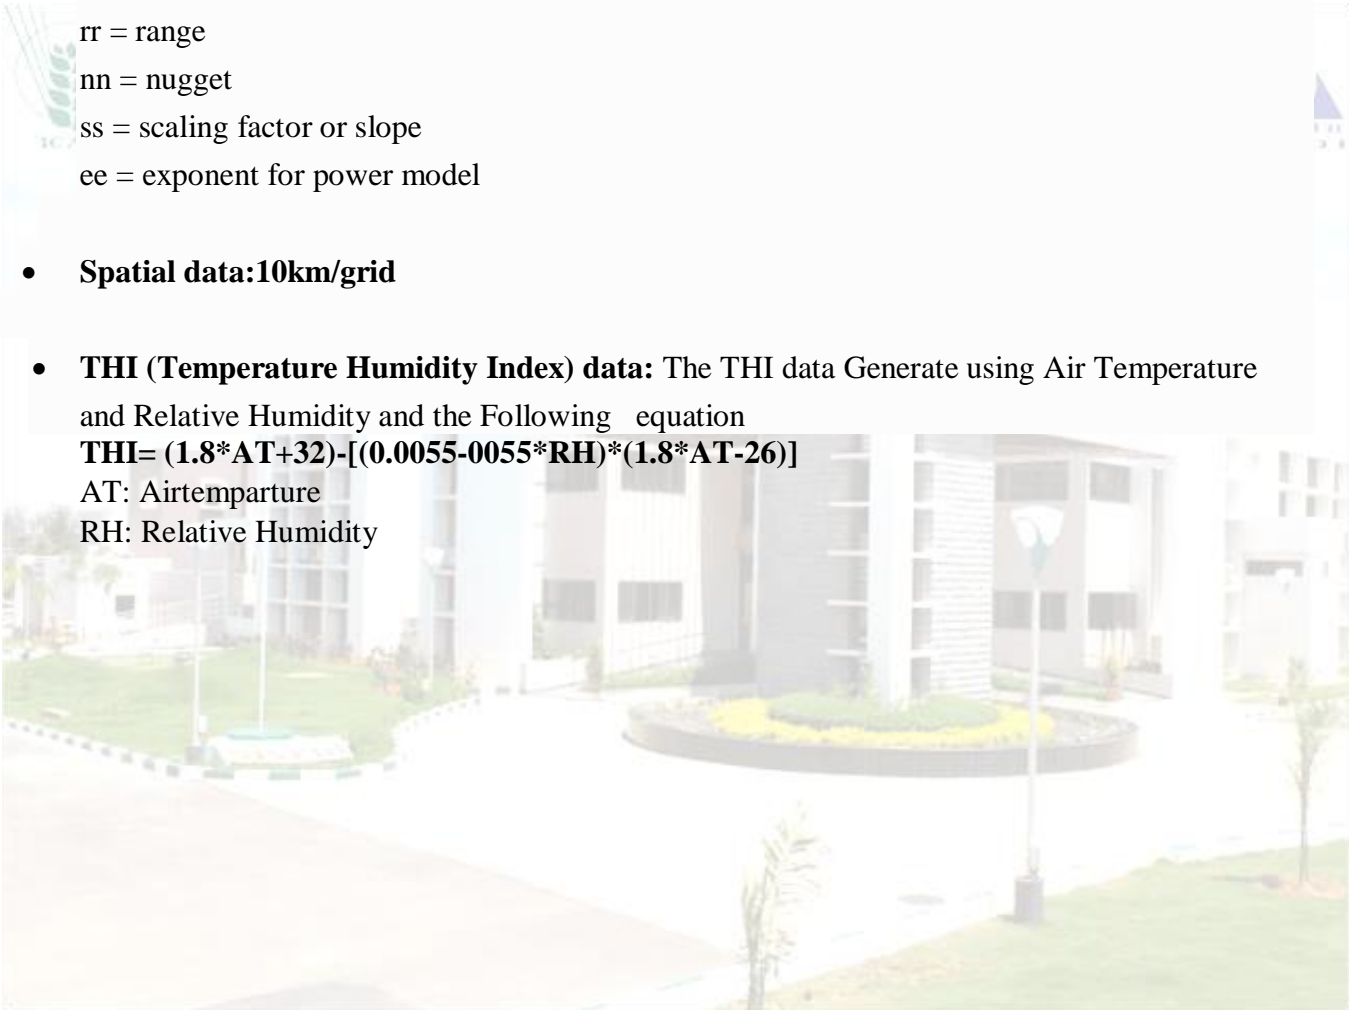 rr = range
nn = nugget
ss = scaling factor or slope
ee = exponent for power model
• Spatial data:10km/grid
• THI (Temperature Humidity Index) data: The THI data Generate using Air Temperature
and Relative Humidity and the Following equation
THI= (1.8*AT+32)-[(0.0055-0055*RH)*(1.8*AT-26)]
AT: Airtemparture
RH: Relative Humidity